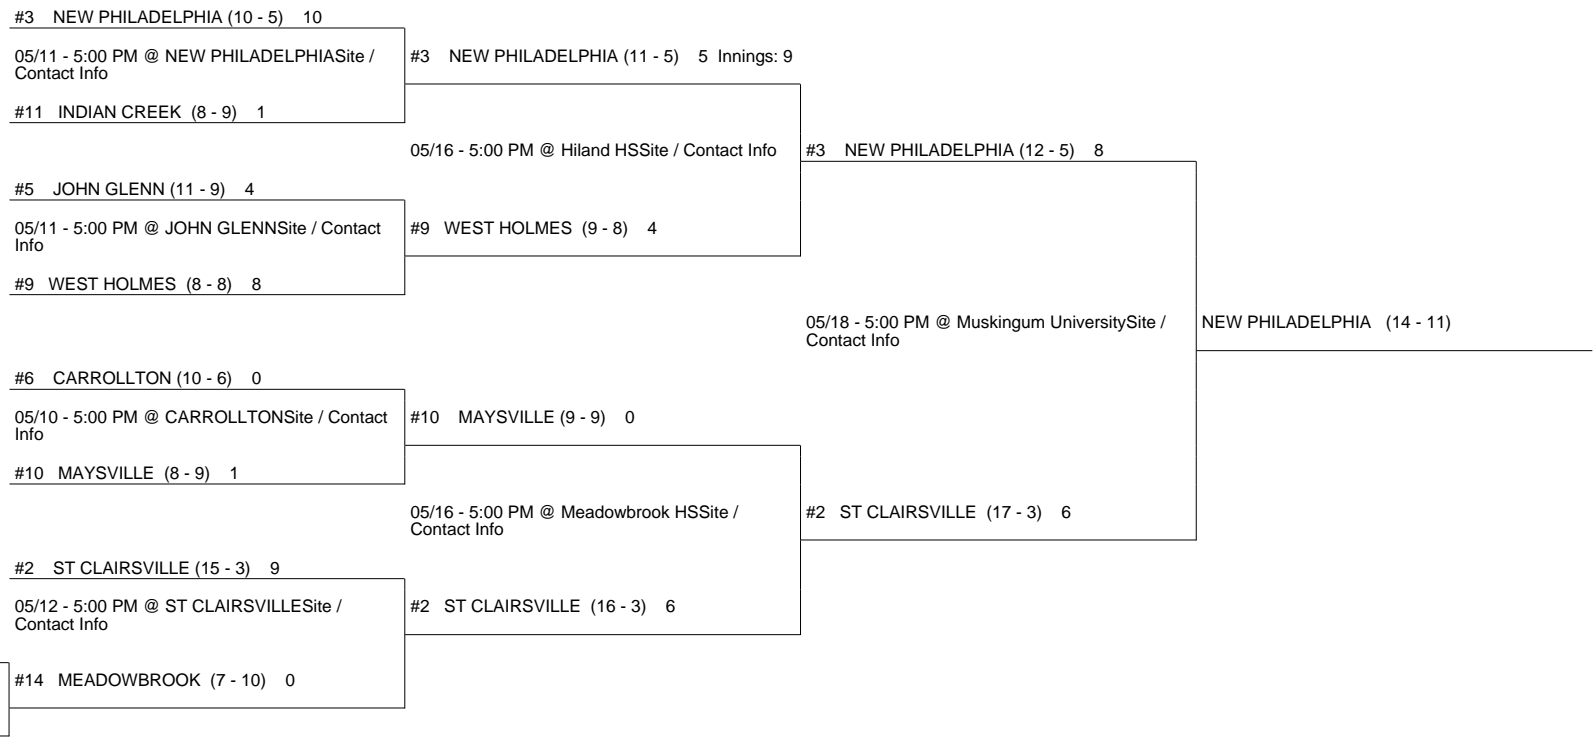 #3 NEW PHILADELPHIA (10 - 5) 10
05/11 - 5:00 PM @ NEW PHILADELPHIASite /
Contact Info
#11 INDIAN CREEK (8 - 9) 1
#5 JOHN GLENN (11 - 9) 4
05/11 - 5:00 PM @ JOHN GLENNSite / Contact
Info
#9 WEST HOLMES (8 - 8) 8
#6 CARROLLTON (10 - 6) 0
05/10 - 5:00 PM @ CARROLLTONSite / Contact
Info
#10 MAYSVILLE (8 - 9) 1
#2 ST CLAIRSVILLE (15 - 3) 9
05/12 - 5:00 PM @ ST CLAIRSVILLESite /
Contact Info
#14 MEADOWBROOK (7 - 10) 0
#3 NEW PHILADELPHIA (11 - 5) 5 Innings: 9
05/16 - 5:00 PM @ Hiland HSSite / Contact Info
#9 WEST HOLMES (9 - 8) 4
#10 MAYSVILLE (9 - 9) 0
05/16 - 5:00 PM @ Meadowbrook HSSite /
Contact Info
#2 ST CLAIRSVILLE (16 - 3) 6
#3 NEW PHILADELPHIA (12 - 5) 8
05/18 - 5:00 PM @ Muskingum UniversitySite /
Contact Info
#2 ST CLAIRSVILLE (17 - 3) 6
NEW PHILADELPHIA (14 - 11)